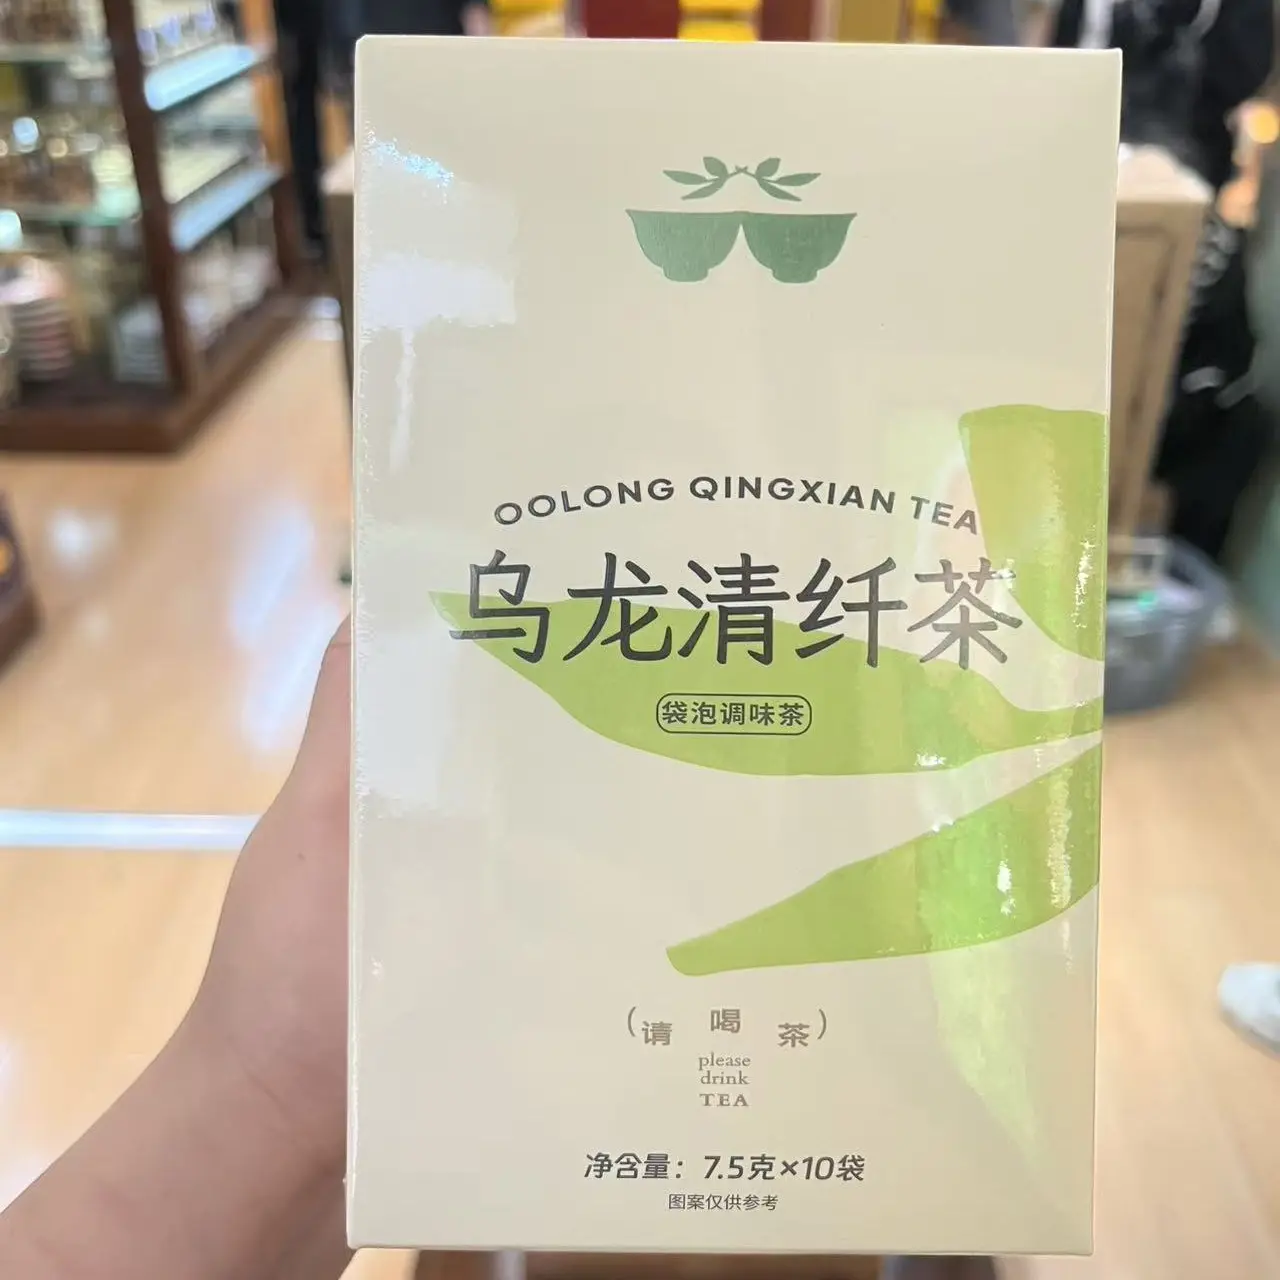 OOLONG QINGXIAN TEA
乌龙清纤茶
袋泡调味茶
(请喝茶)
please
drink
TEA
净含量：7.5克×10袋
图案仅供参考